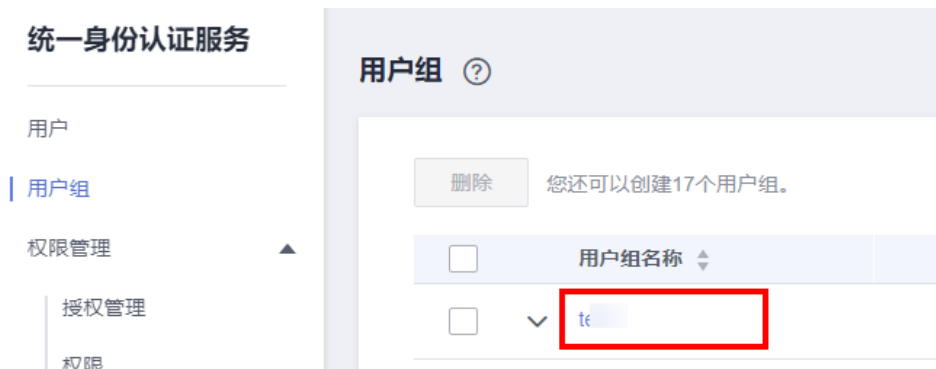 统一身份认证服务
用户
用户组
权限管理
授权管理
权限
用户组 ?
删除 您还可以创建17个用户组。
用户组名称